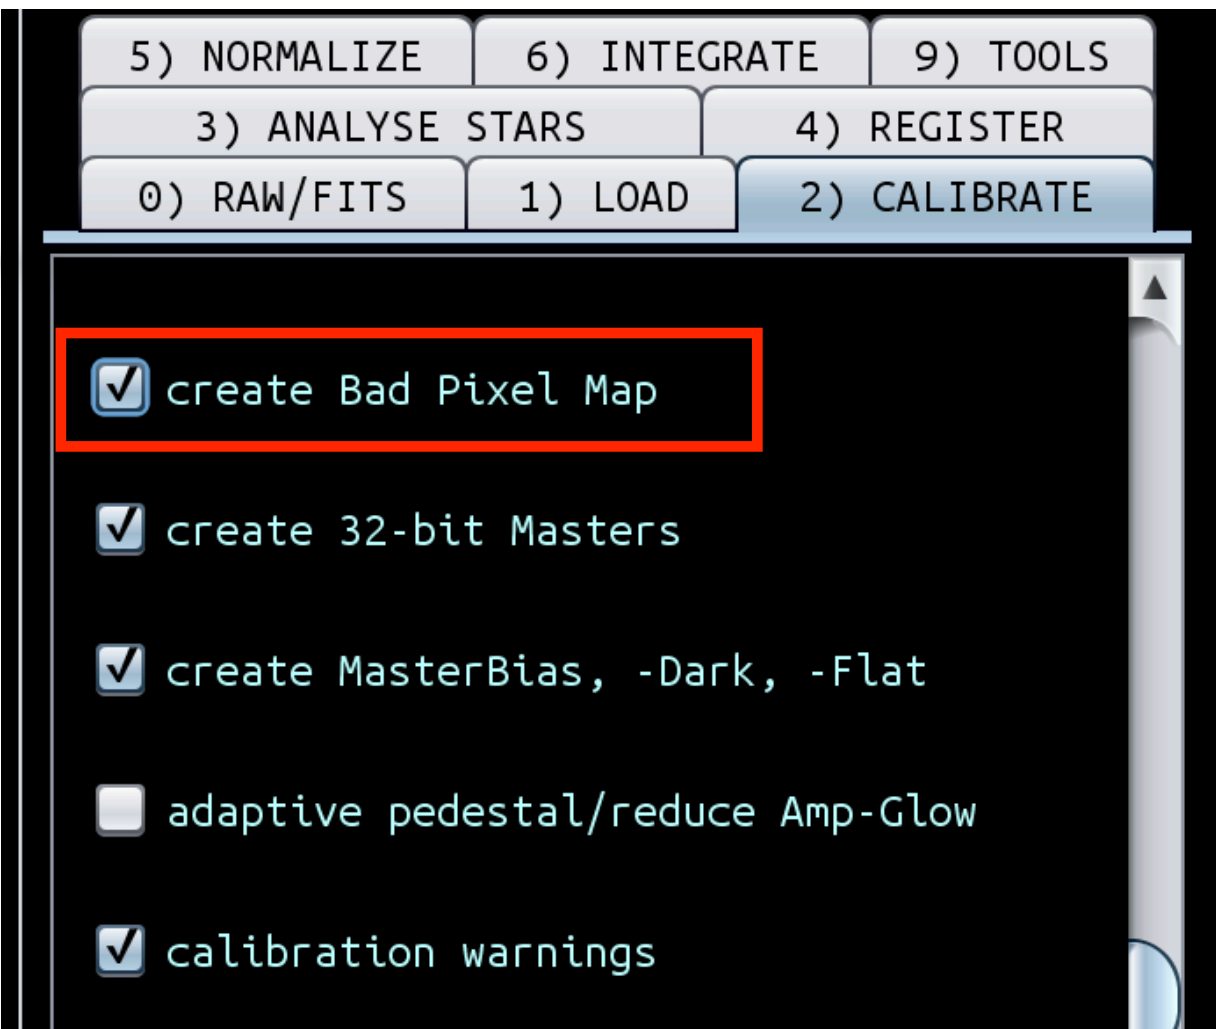 5) NORMALIZE 6) INTEGRATE 9) TOOLS
3) ANALYSE STARS 4) REGISTER
0) RAW/FITS 1) LOAD 2) CALIBRATE
create Bad Pixel Map
create 32-bit Masters
create MasterBias, -Dark, -Flat
adaptive pedestal/reduce Amp-Glow
calibration warnings